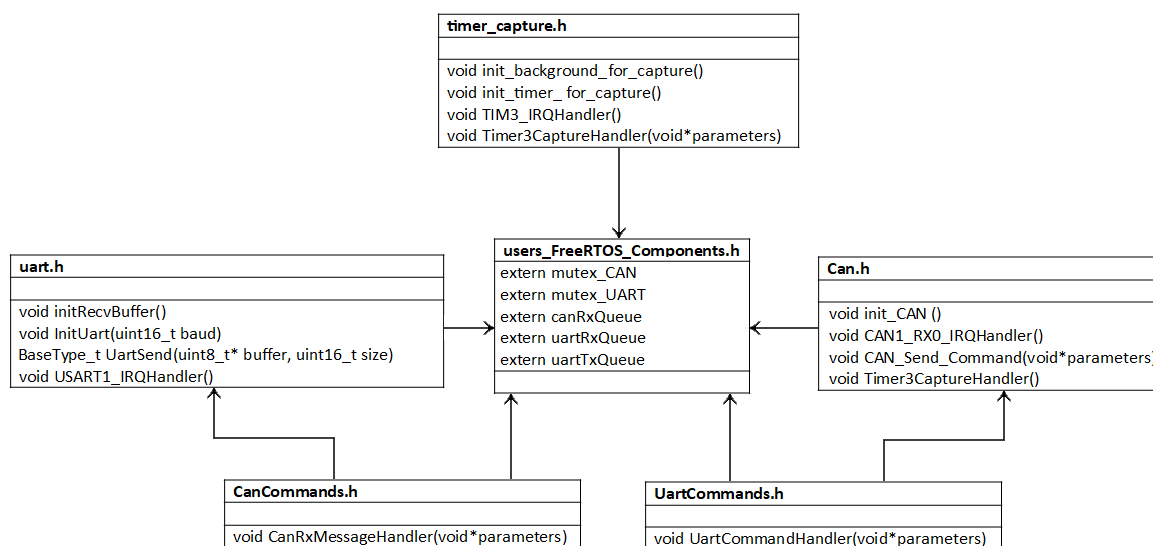 timer_capture.h
void init_background_for_capture()
void init_timer_ for_capture()
void TIM3_IRQHandler()
void Timer3CaptureHandler(void*parameters)
users_FreeRTOS_Components.h
extern mutex_CAN
extern mutex_UART
extern canRxQueue
extern uartRxQueue
extern uartTxQueue
uart.h
void initRecvBuffer()
void InitUart(uint16_t baud)
BaseType_t UartSend(uint8_t* buffer, uint16_t size)
void USART1_IRQHandler()
Can.h
void init_CAN ()
void CAN1_RX0_IRQHandler()
void CAN_Send_Command(void*parameters)
void Timer3CaptureHandler()
CanCommands.h
void CanRxMessageHandler(void*parameters)
UartCommands.h
void UartCommandHandler(void*parameters)